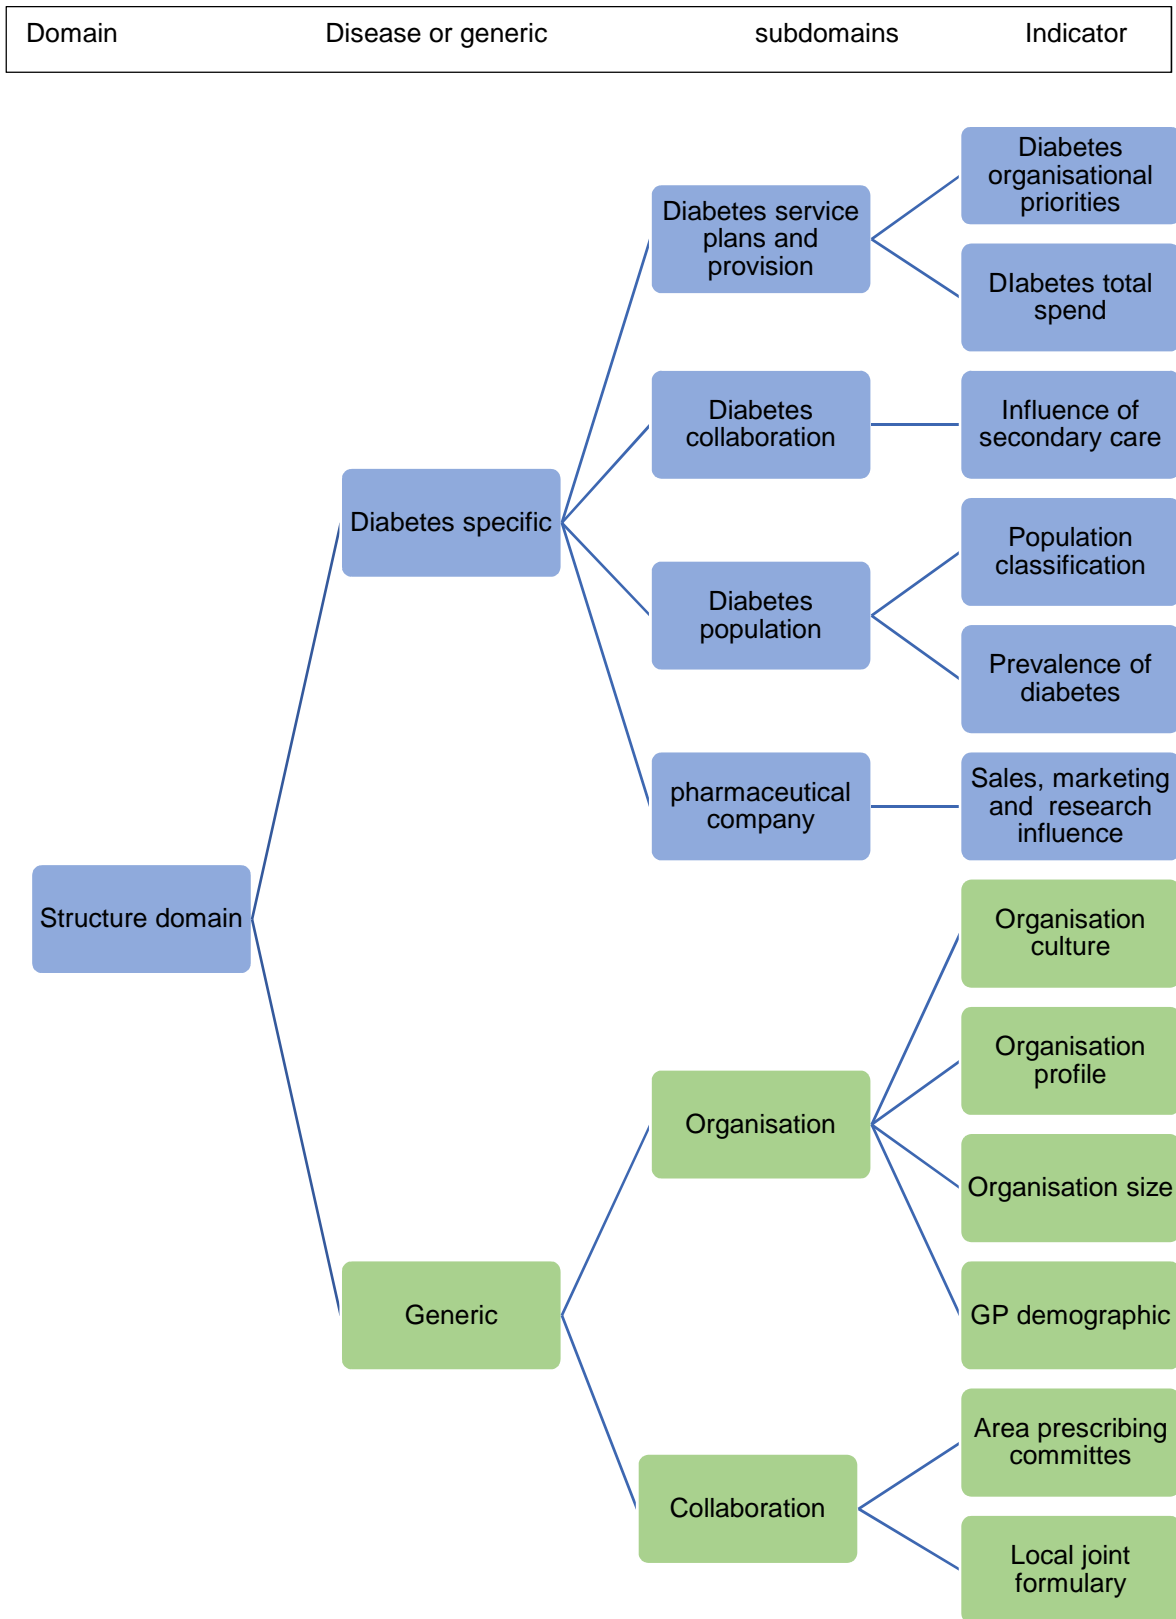 Domain Disease or generic subdomains Indicator
Diabetes
organisational
priorities
Diabetes service
plans and
provision
DIabetes total
spend
Diabetes
collaboration
Influence of
secondary care
Diabetes specific
Population
classification
Diabetes
population
Prevalence of
diabetes
pharmaceutical
company
Sales, marketing
and research
influence
Structure domain
Organisation
culture
Organisation
profile
Organisation
Organisation size
Generic
GP demographic
Area prescribing
committes
Collaboration
Local joint
formulary